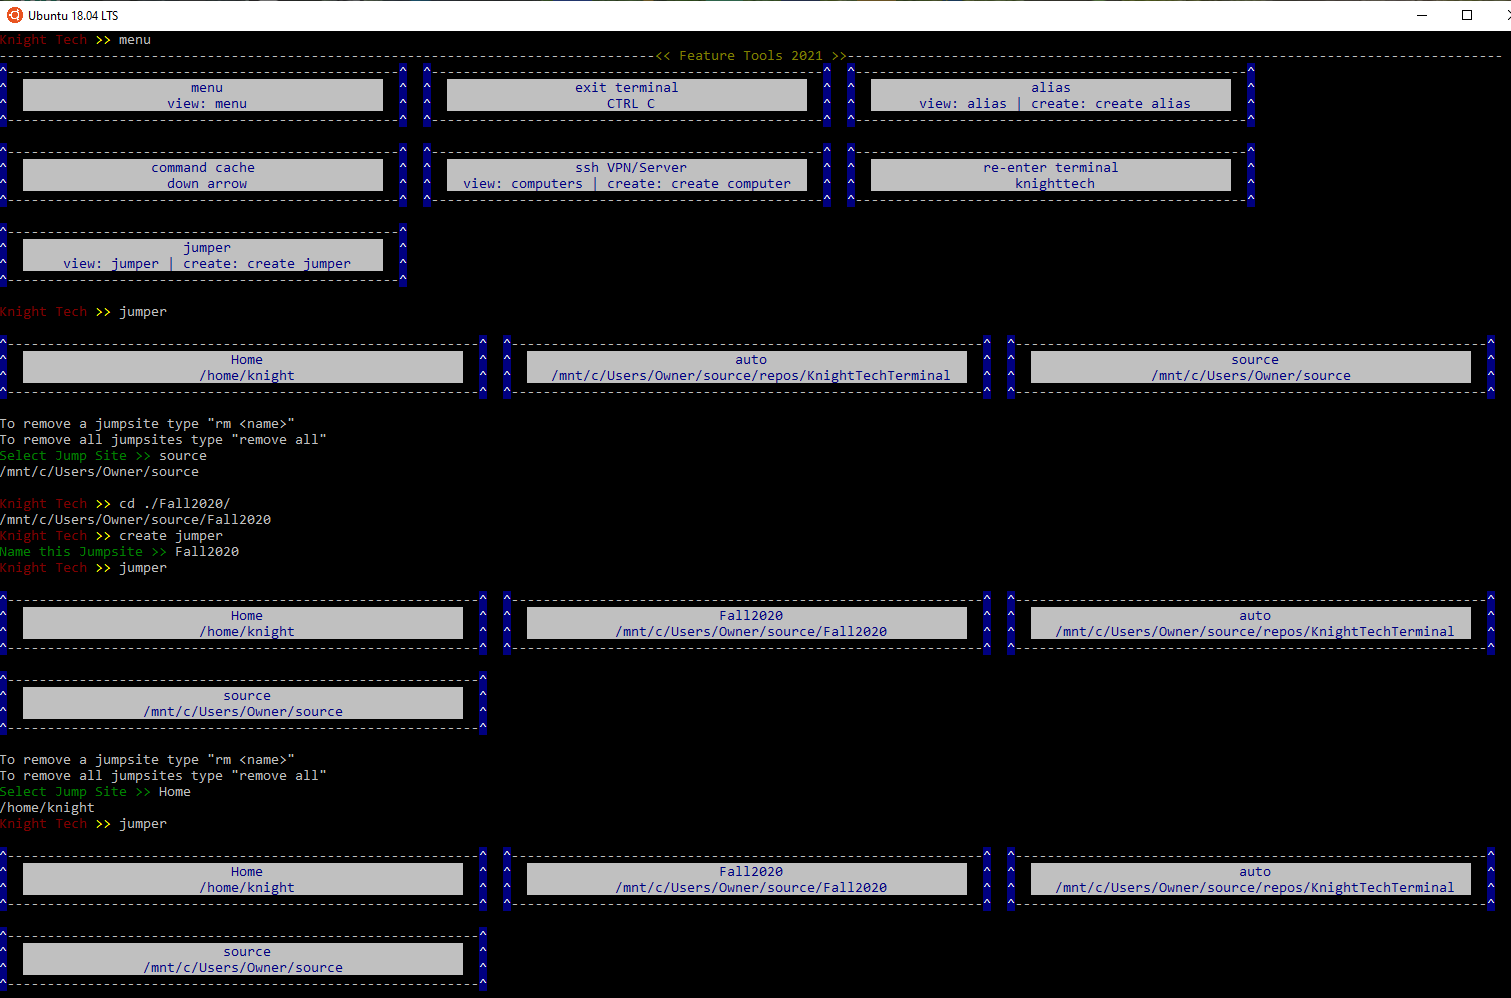 Ubuntu 18.04 LTS
Knight Tech >> menu
<< Feature Tools 2021 >>
menu exit terminal alias
view: menu CTRL C view: alias | create: create alias
command cache ssh VPN/Server re-enter terminal
down arrow view: computers | create: create computer knighttech
jumper
view: jumper | create: create jumper
Knight Tech >> jumper
Home auto source
/home/knight /mnt/c/Users/Owner/source/repos/KnightTechTerminal /mnt/c/Users/Owner/source
To remove a jumpsite type "rm <name>"
To remove all jumpsites type "remove all"
Select Jump Site >> source
/mnt/c/Users/Owner/source
Knight Tech >> cd ./Fall2020/
/mnt/c/Users/Owner/source/Fall2020
Knight Tech >> create jumper
Name this Jumpsite >> Fall2020
Knight Tech >> jumper
Home Fall2020 auto
/home/knight /mnt/c/Users/Owner/source/Fall2020 /mnt/c/Users/Owner/source/repos/KnightTechTerminal
source
/mnt/c/Users/Owner/source
To remove a jumpsite type "rm <name>"
To remove all jumpsites type "remove all"
Select Jump Site >> Home
/home/knight
Knight Tech >> jumper
Home Fall2020 auto
/home/knight /mnt/c/Users/Owner/source/Fall2020 /mnt/c/Users/Owner/source/repos/KnightTechTerminal
source
/mnt/c/Users/Owner/source